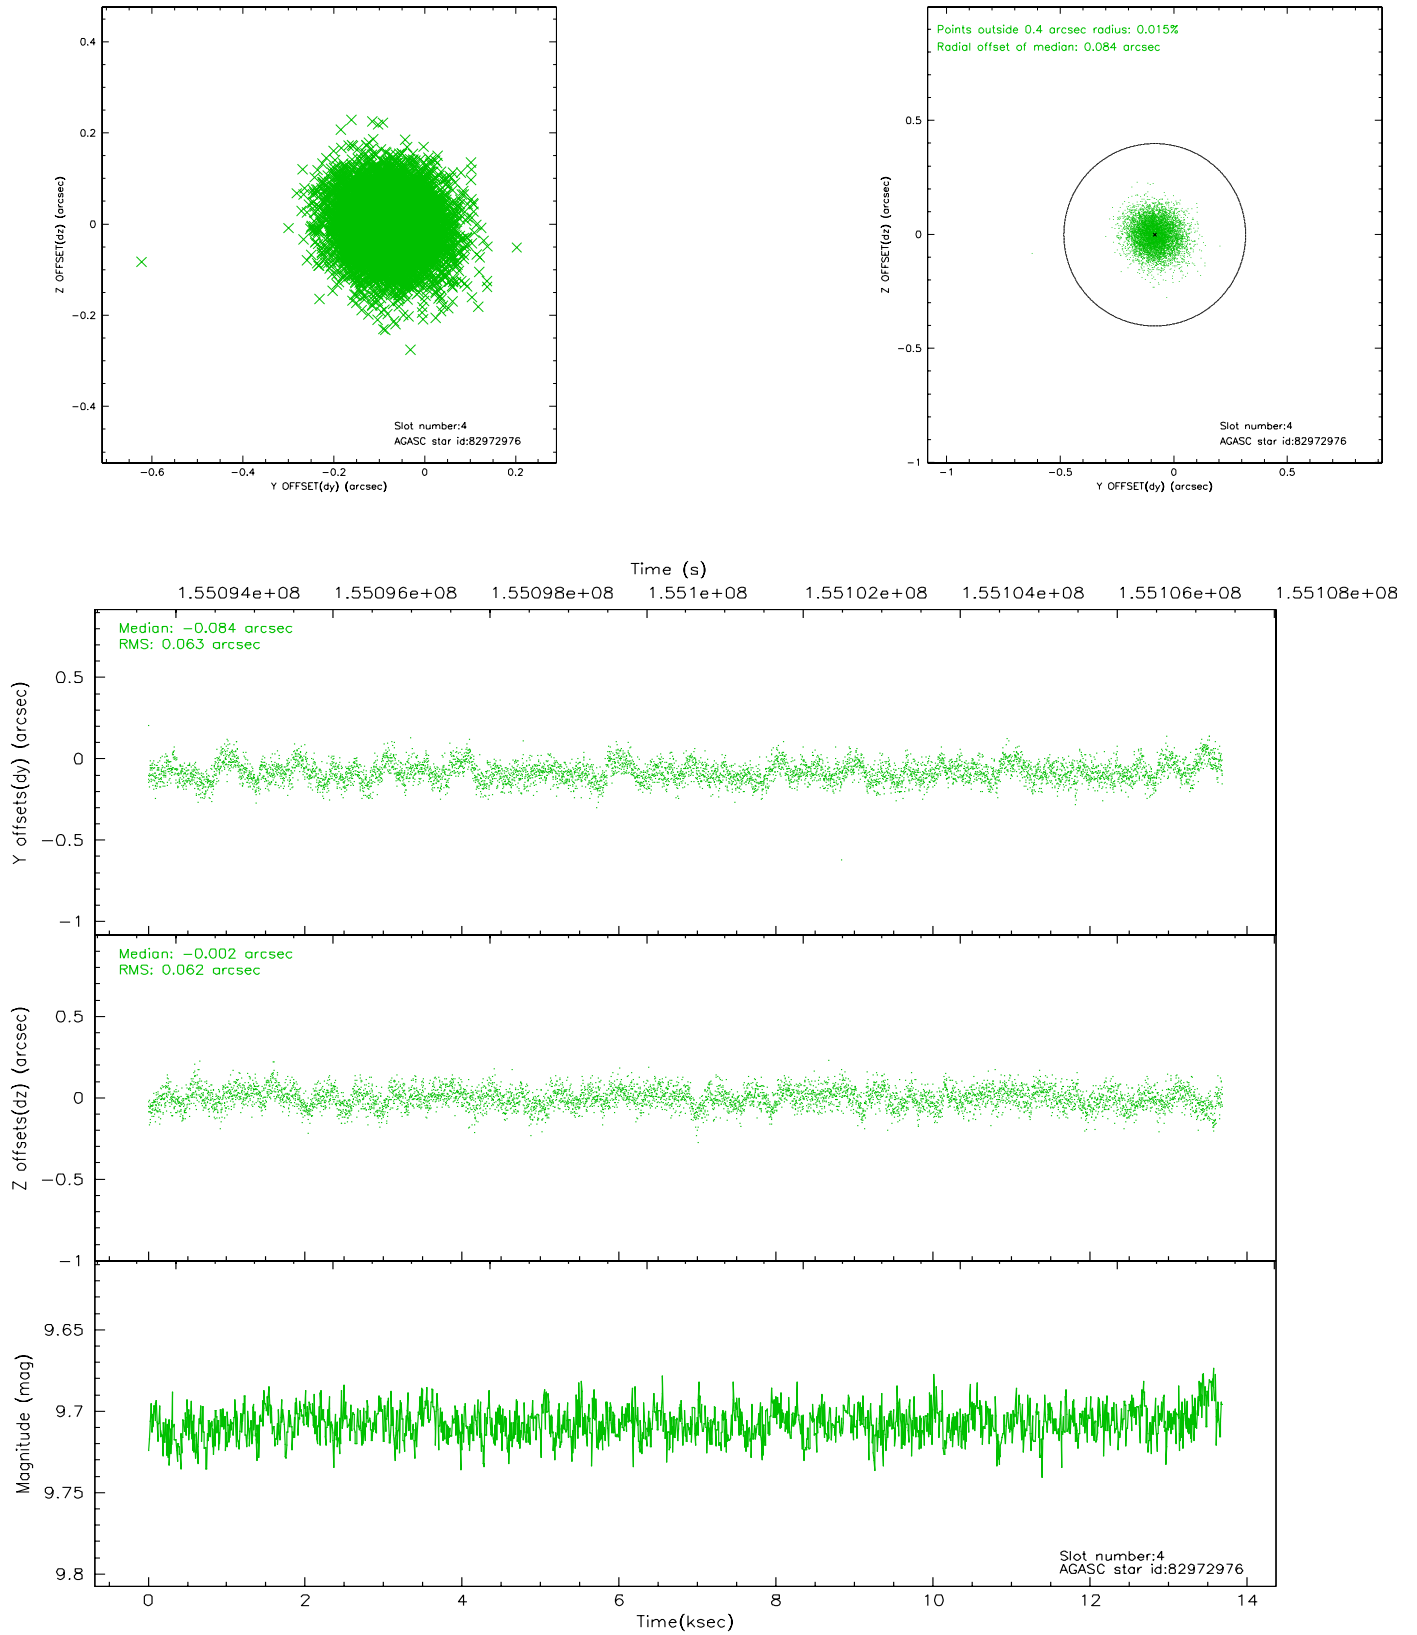 0.4
0.2
0
-0.2
-0.4
Z OFFSET(dz) (arcsec)
-0.6
-0.4
-0.2
0
0.2
Y OFFSET(dy) (arcsec)
Slot number:4
AGASC star id:82972976
Points outside 0.4 arcsec radius: 0.015%
Radial offset of median: 0.084 arcsec
0.5
0
-0.5
-1
Z OFFSET(dz) (arcsec)
-1
-0.5
0
0.5
Y OFFSET(dy) (arcsec)
Slot number:4
AGASC star id:82972976
Time (s)
1.55094e+08
1.55096e+08
1.55098e+08
1.551e+08
1.55102e+08
1.55104e+08
1.55106e+08
1.55108e+08
Median: -0.084 arcsec
RMS: 0.063 arcsec
0.5
0
-0.5
-1
Y offsets(dy) (arcsec)
Median: -0.002 arcsec
RMS: 0.062 arcsec
0.5
0
-0.5
-1
Z offsets(dz) (arcsec)
9.65
9.7
9.75
9.8
Magnitude (mag)
Slot number:4
AGASC star id:82972976
0
2
4
6
8
10
12
14
Time(ksec)